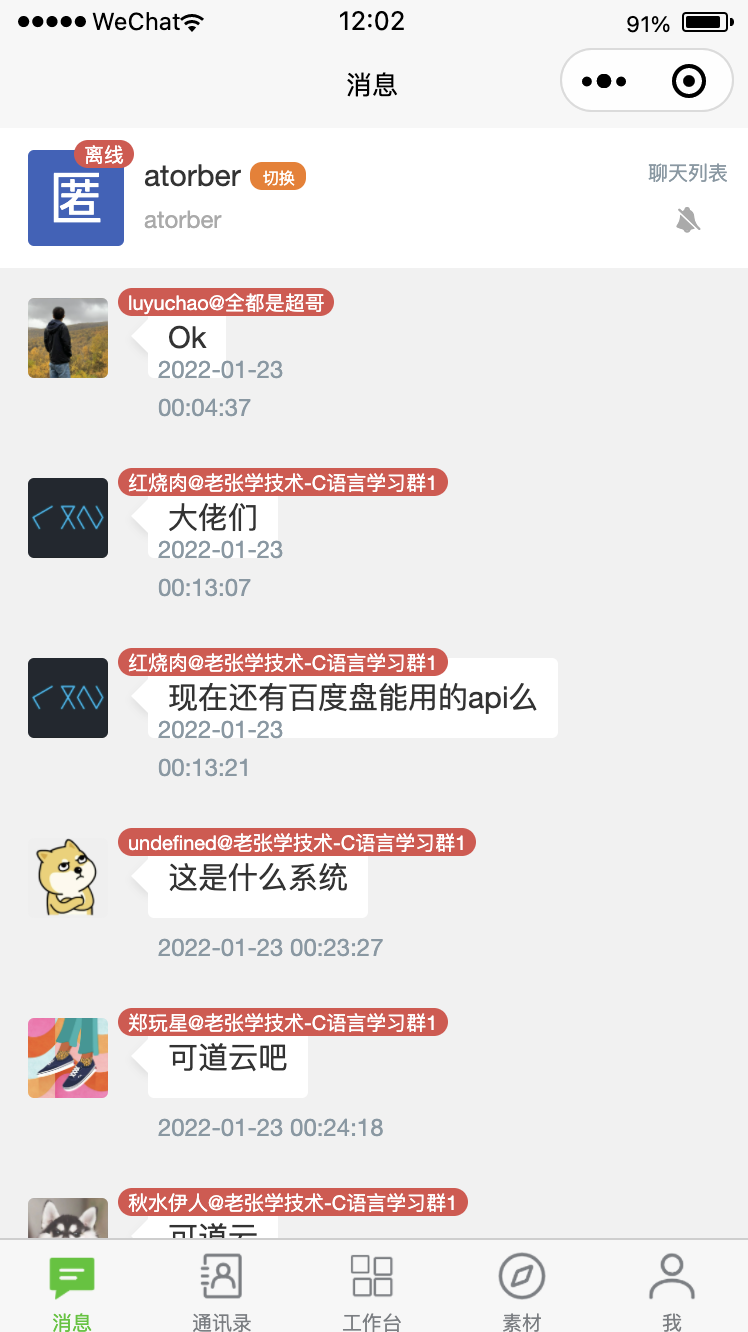 WeChat 12:02 91%
消息
匿 离线 atorber 切换 聊天列表
atorber
luyuchao@全都是超哥
Ok
2022-01-23
00:04:37
红烧肉@老张学技术-C语言学习群1
大佬们
2022-01-23
00:13:07
红烧肉@老张学技术-C语言学习群1
现在还有百度盘能用的api么
2022-01-23
00:13:21
undefined@老张学技术-C语言学习群1
这是什么系统
2022-01-23 00:23:27
郑玩星@老张学技术-C语言学习群1
可道云吧
2022-01-23 00:24:18
秋水伊人@老张学技术-C语言学习群1
可道云
消息 通讯录 工作台 素材 我